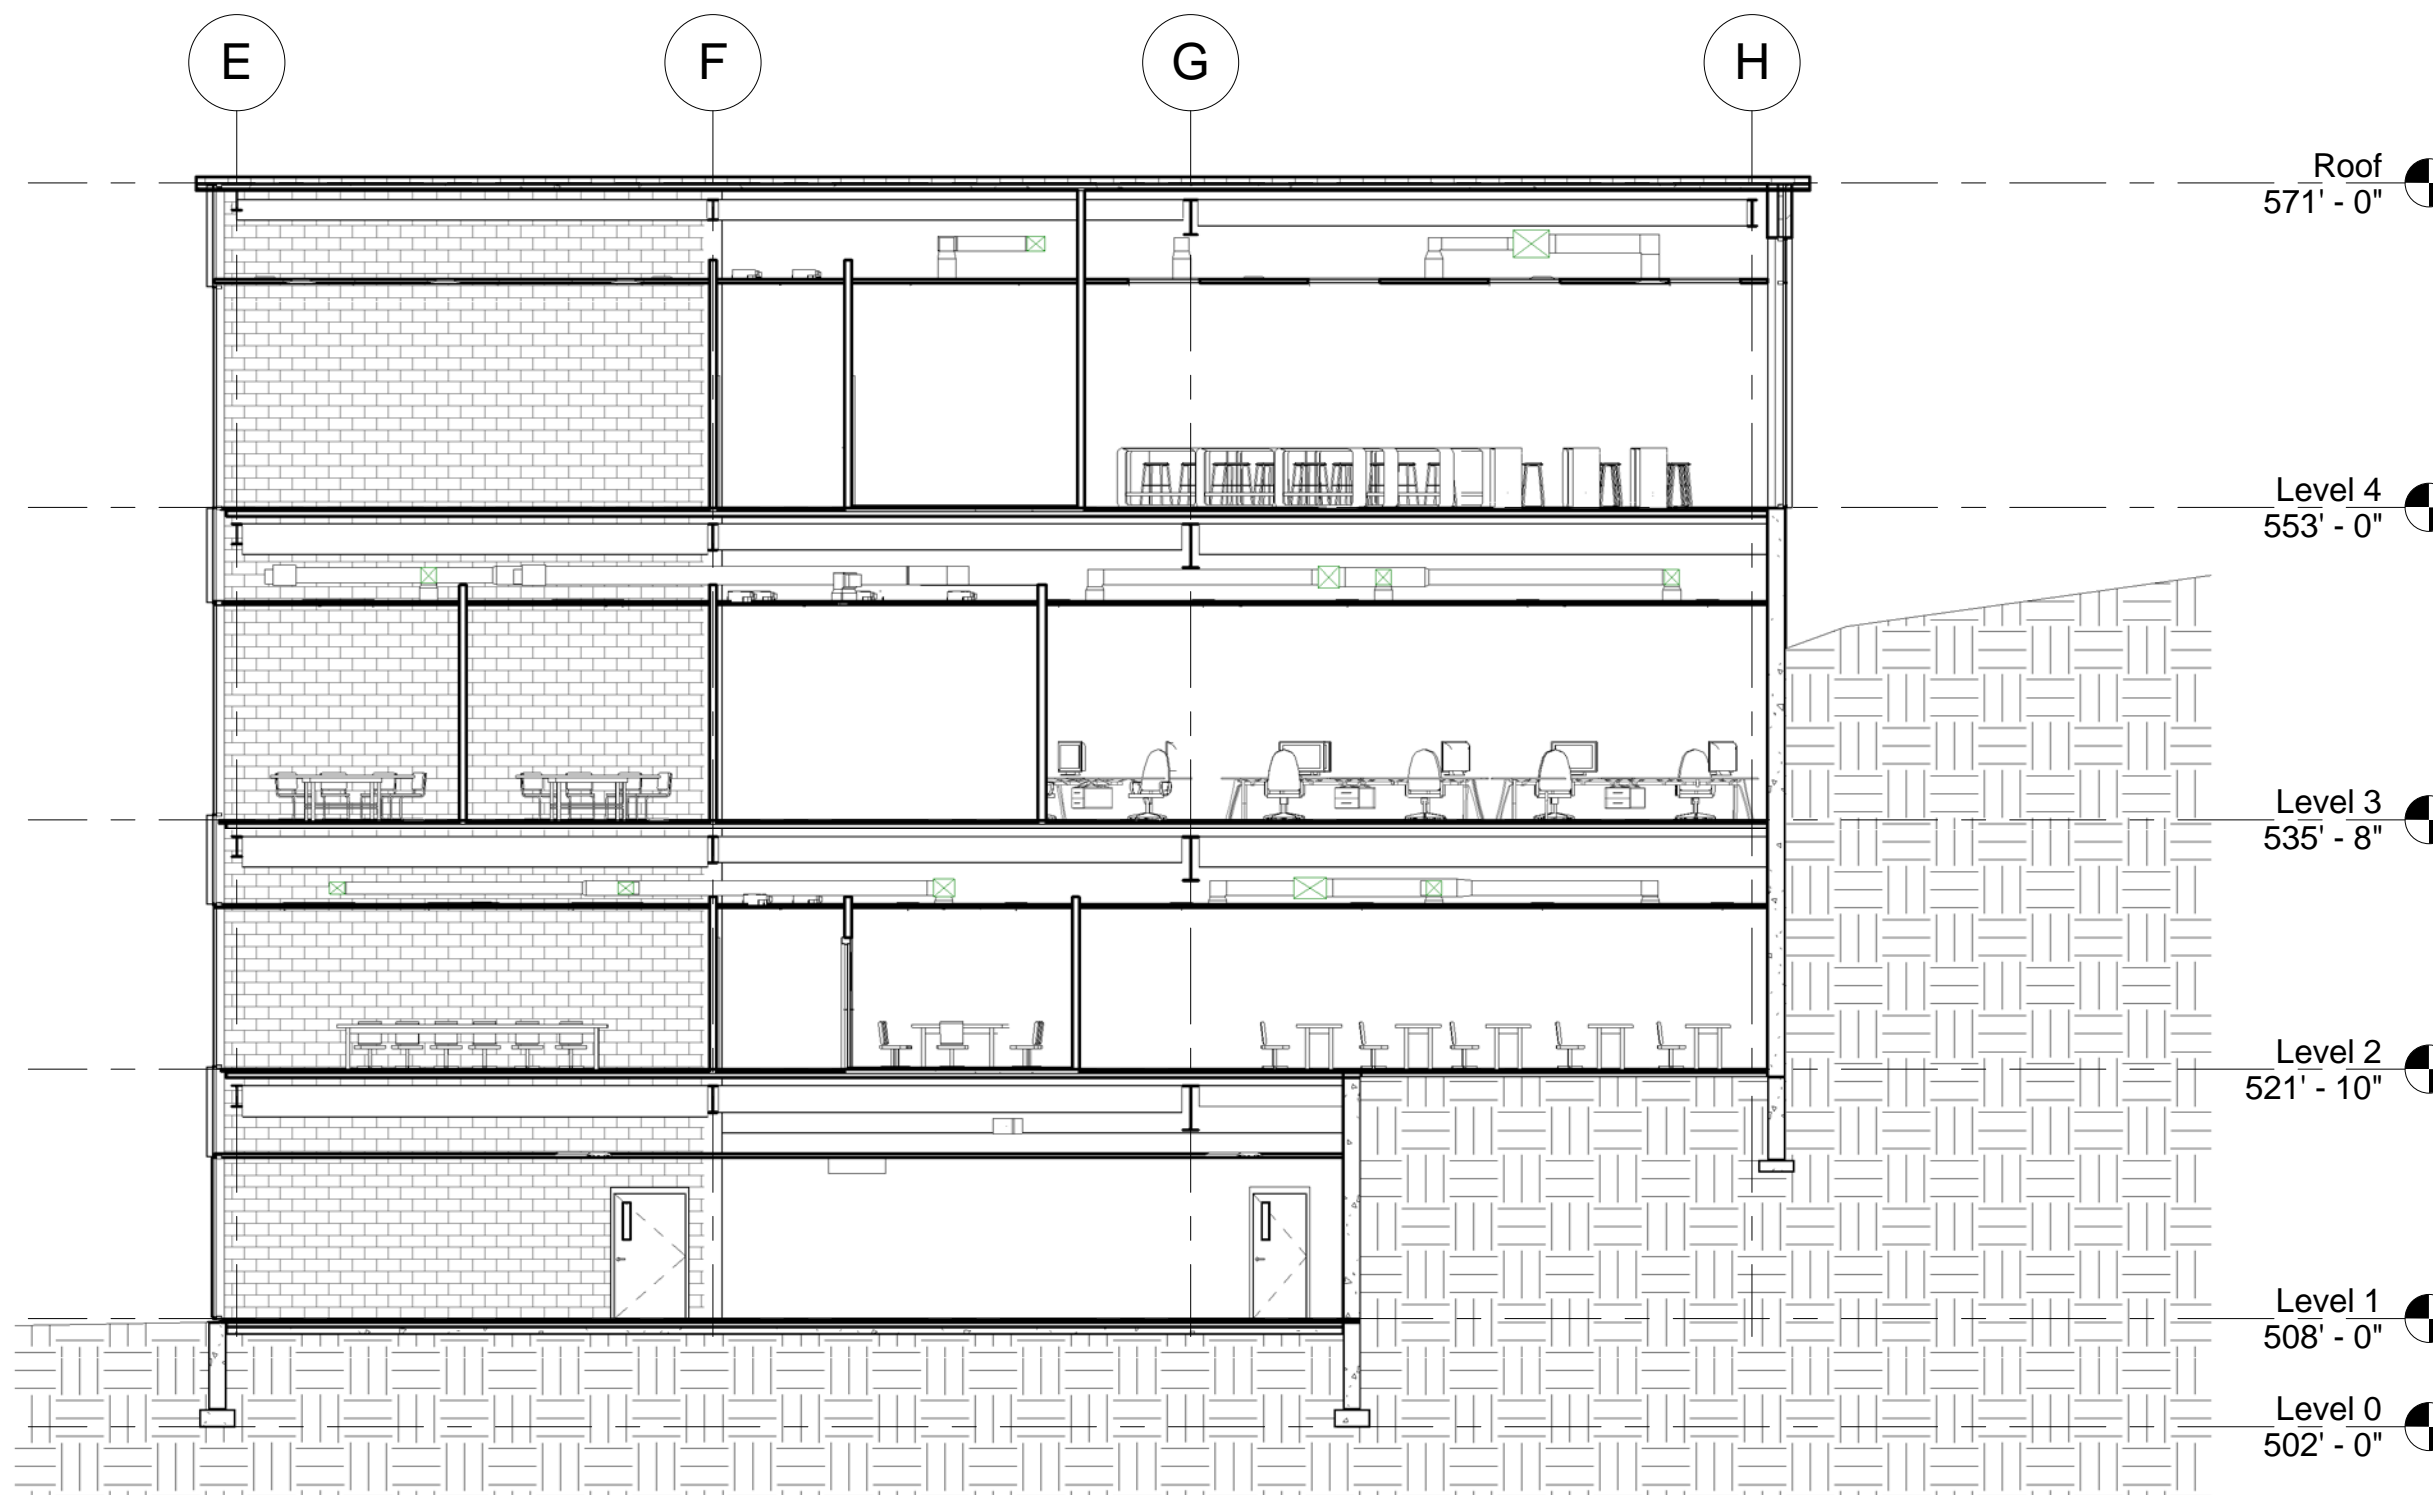 E F G H
Roof
571' - 0"
Level 4
553' - 0"
Level 3
535' - 8"
Level 2
521' - 10"
Level 1
508' - 0"
Level 0
502' - 0"